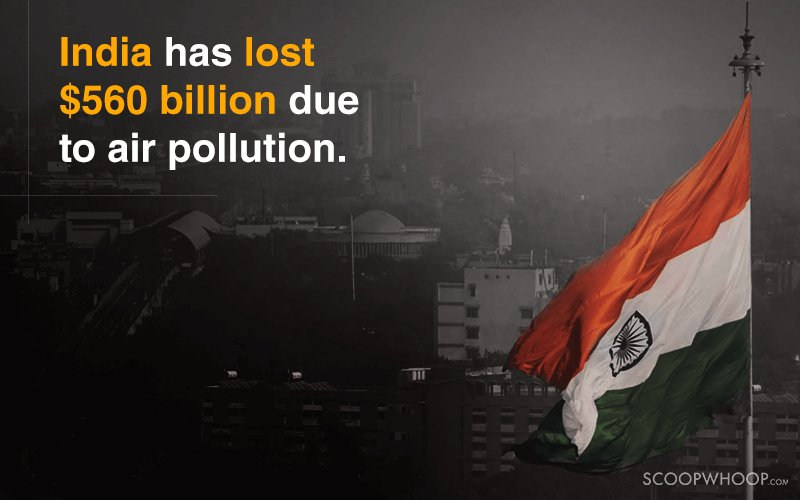 India has lost
$560 billion due
to air pollution.
SCOOPWHOOP.COM